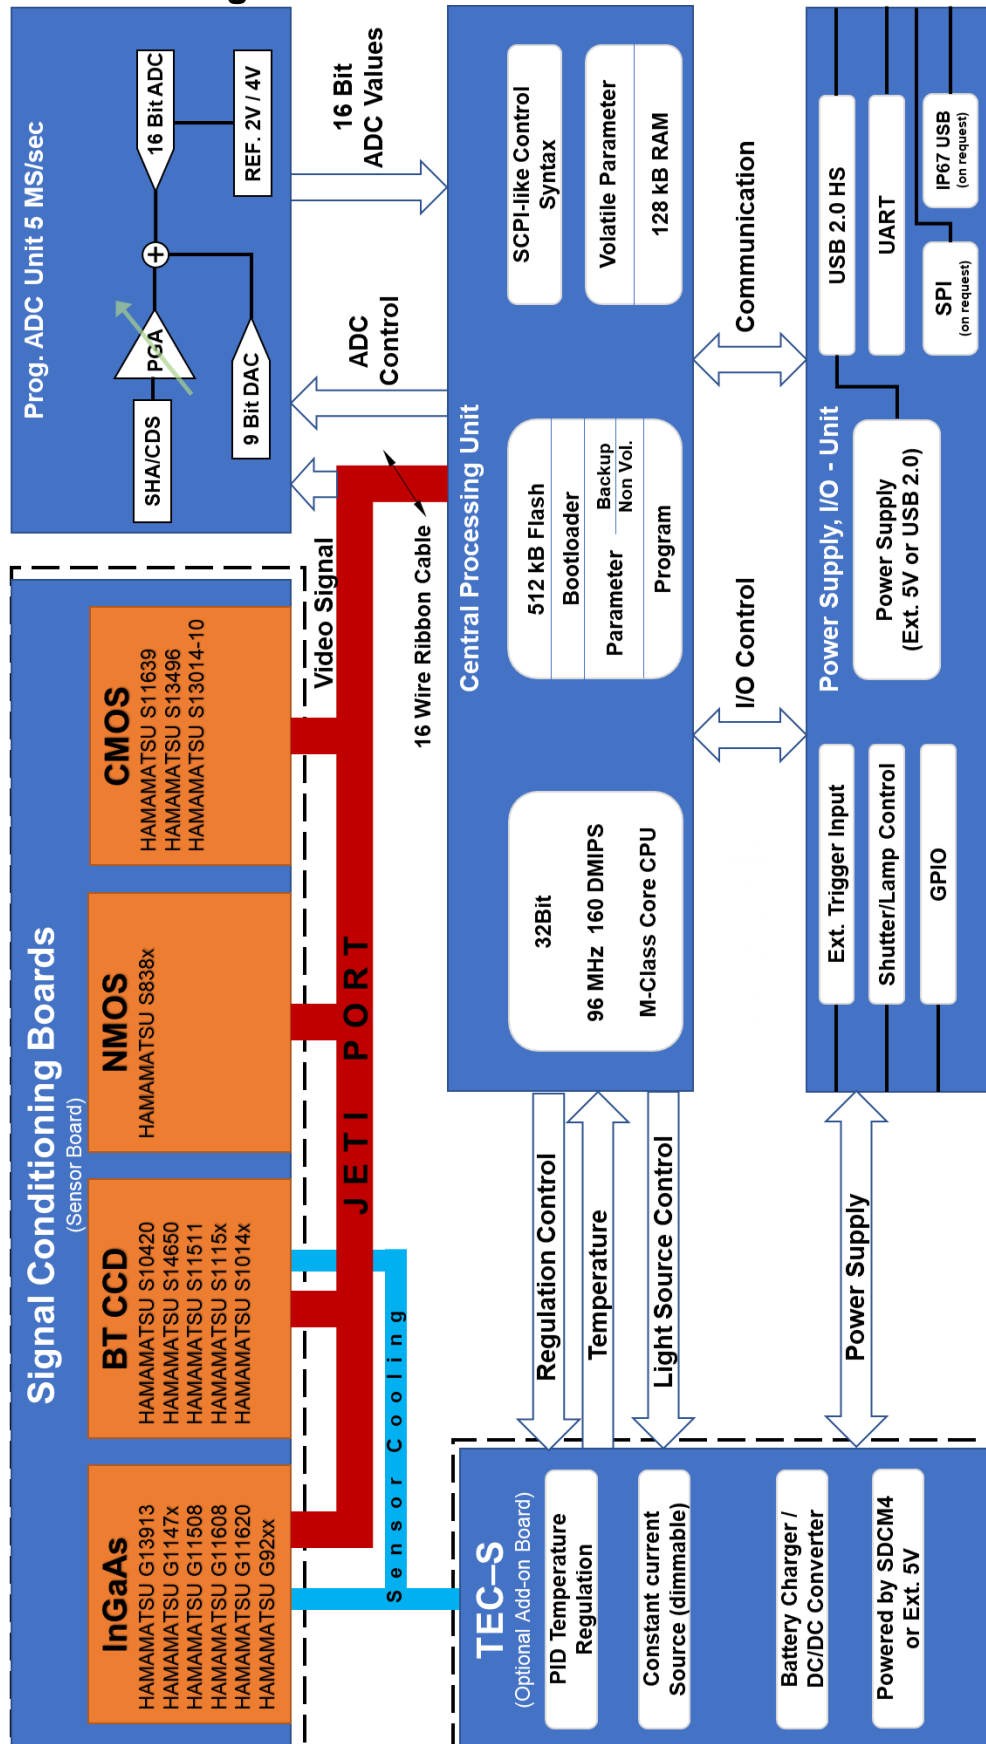 Signal Conditioning Boards
(Sensor Board)
InGaAs
HAMAMATSU G13913
HAMAMATSU G1147x
HAMAMATSU G11508
HAMAMATSU G11608
HAMAMATSU G11620
HAMAMATSU G92xx
BT CCD
HAMAMATSU S10420
HAMAMATSU S14650
HAMAMATSU S11511
HAMAMATSU S1115x
HAMAMATSU S1014x
NMOS
HAMAMATSU S838x
CMOS
HAMAMATSU S11639
HAMAMATSU S13496
HAMAMATSU S13014-10
Prog. ADC Unit 5 MS/sec
SHA/CDS
PGA
+
16 Bit ADC
9 Bit DAC
REF. 2V / 4V
Sensor Cooling
JETI PORT
Video Signal
16 Wire Ribbon Cable
ADC
Control
16 Bit
ADC Values
TEC–S
(Optional Add-on Board)
PID Temperature
Regulation
Constant current
Source (dimmable)
Battery Charger /
DC/DC Converter
Powered by SDCM4
or Ext. 5V
Regulation Control
Temperature
Light Source Control
Power Supply
Central Processing Unit
32Bit
96 MHz 160 DMIPS
M-Class Core CPU
512 kB Flash
Bootloader
Parameter
Backup
Non Vol.
Program
SCPI-like Control
Syntax
Volatile Parameter
128 kB RAM
I/O Control
Communication
Power Supply, I/O - Unit
Ext. Trigger Input
Shutter/Lamp Control
GPIO
Power Supply
(Ext. 5V or USB 2.0)
USB 2.0 HS
UART
SPI
(on request)
IP67 USB
(on request)